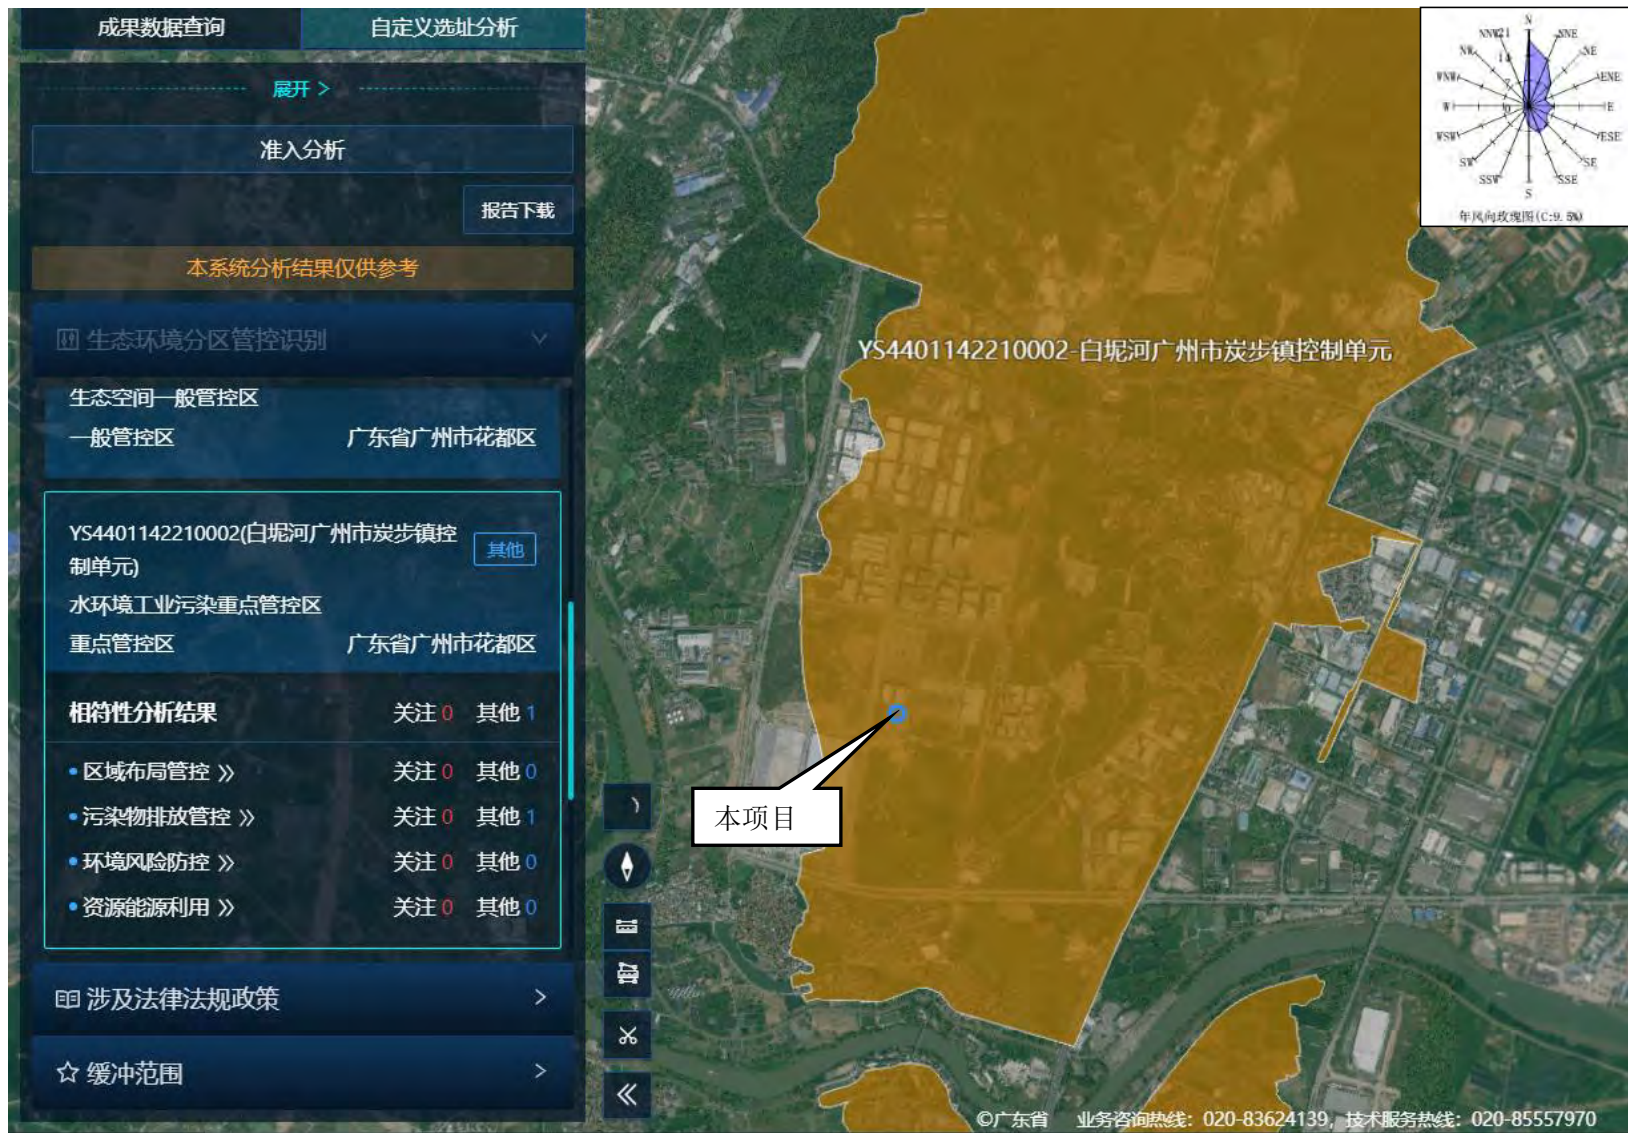 成果数据查询
自定义选址分析
展开 >
准入分析
报告下载
本系统分析结果仅供参考
生态环境分区管控识别
生态空间一般管控区
一般管控区 广东省广州市花都区
YS4401142210002(白坭河广州市炭步镇控
制单元)
其他
水环境工业污染重点管控区
重点管控区 广东省广州市花都区
相符性分析结果 关注 0 其他 1
• 区域布局管控 》 关注 0 其他 0
• 污染物排放管控 》 关注 0 其他 1
• 环境风险防控 》 关注 0 其他 0
• 资源能源利用 》 关注 0 其他 0
涉及法律法规政策 >
缓冲范围 >
YS4401142210002-白坭河广州市炭步镇控制单元
本项目
N
NNW 21 NNE
NW 14 NE
WNW 7 ENE
W 0 E
WSW ESE
SW SE
SSW SSE
S
年风向玫瑰图(C:9.5%)
©广东省 业务咨询热线：020-83624139，技术服务热线：020-85557970